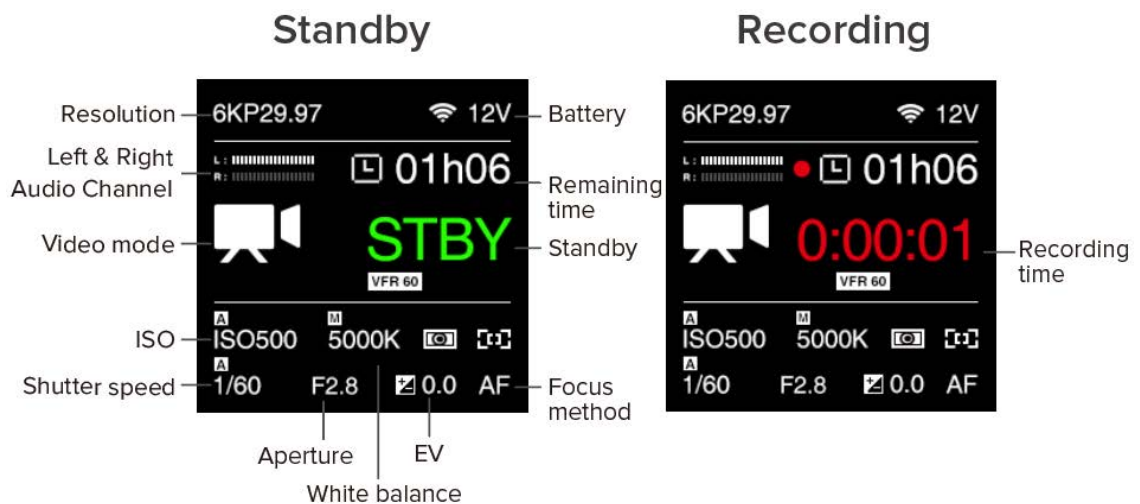 Standby
Recording
Resolution
Left & Right
Audio Channel
Video mode
ISO
Shutter speed
Aperture
White balance
EV
Battery
Remaining
time
Standby
Focus
method
6KP29.97
12V
L:
R:
01h06
STBY
VFR 60
A
M
ISO500
5000K
A
1/60
F2.8
0.0
AF
6KP29.97
12V
L:
R:
01h06
0:00:01
VFR 60
A
M
ISO500
5000K
A
1/60
F2.8
0.0
AF
Recording
time